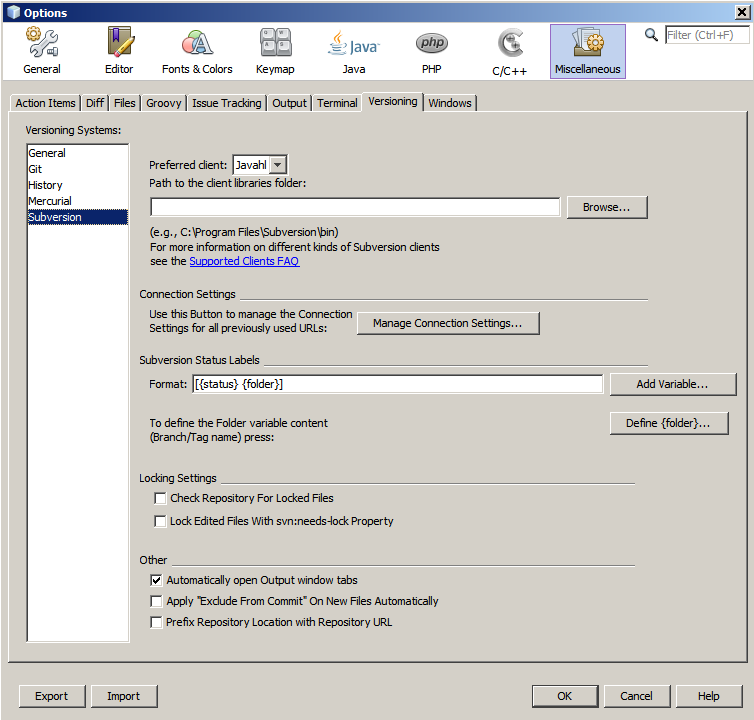 Options
General
Editor
Fonts & Colors
Keymap
Java
Java
php
PHP
C/C++
Miscellaneous
Filter (Ctrl+F)
Action Items
Diff
Files
Groovy
Issue Tracking
Output
Terminal
Versioning
Windows
Versioning Systems:
General
Git
History
Mercurial
Subversion
Preferred client:
Javahl
Path to the client libraries folder:
Browse...
(e.g., C:\Program Files\Subversion\bin)
For more information on different kinds of Subversion clients
see the Supported Clients FAQ
Connection Settings
Use this Button to manage the Connection
Settings for all previously used URLs:
Manage Connection Settings...
Subversion Status Labels
Format:
[{status} {folder}]
Add Variable...
To define the Folder variable content
(Branch/Tag name) press:
Define {folder}...
Locking Settings
Check Repository For Locked Files
Lock Edited Files With svn:needs-lock Property
Other
Automatically open Output window tabs
Apply "Exclude From Commit" On New Files Automatically
Prefix Repository Location with Repository URL
Export
Import
OK
Cancel
Help